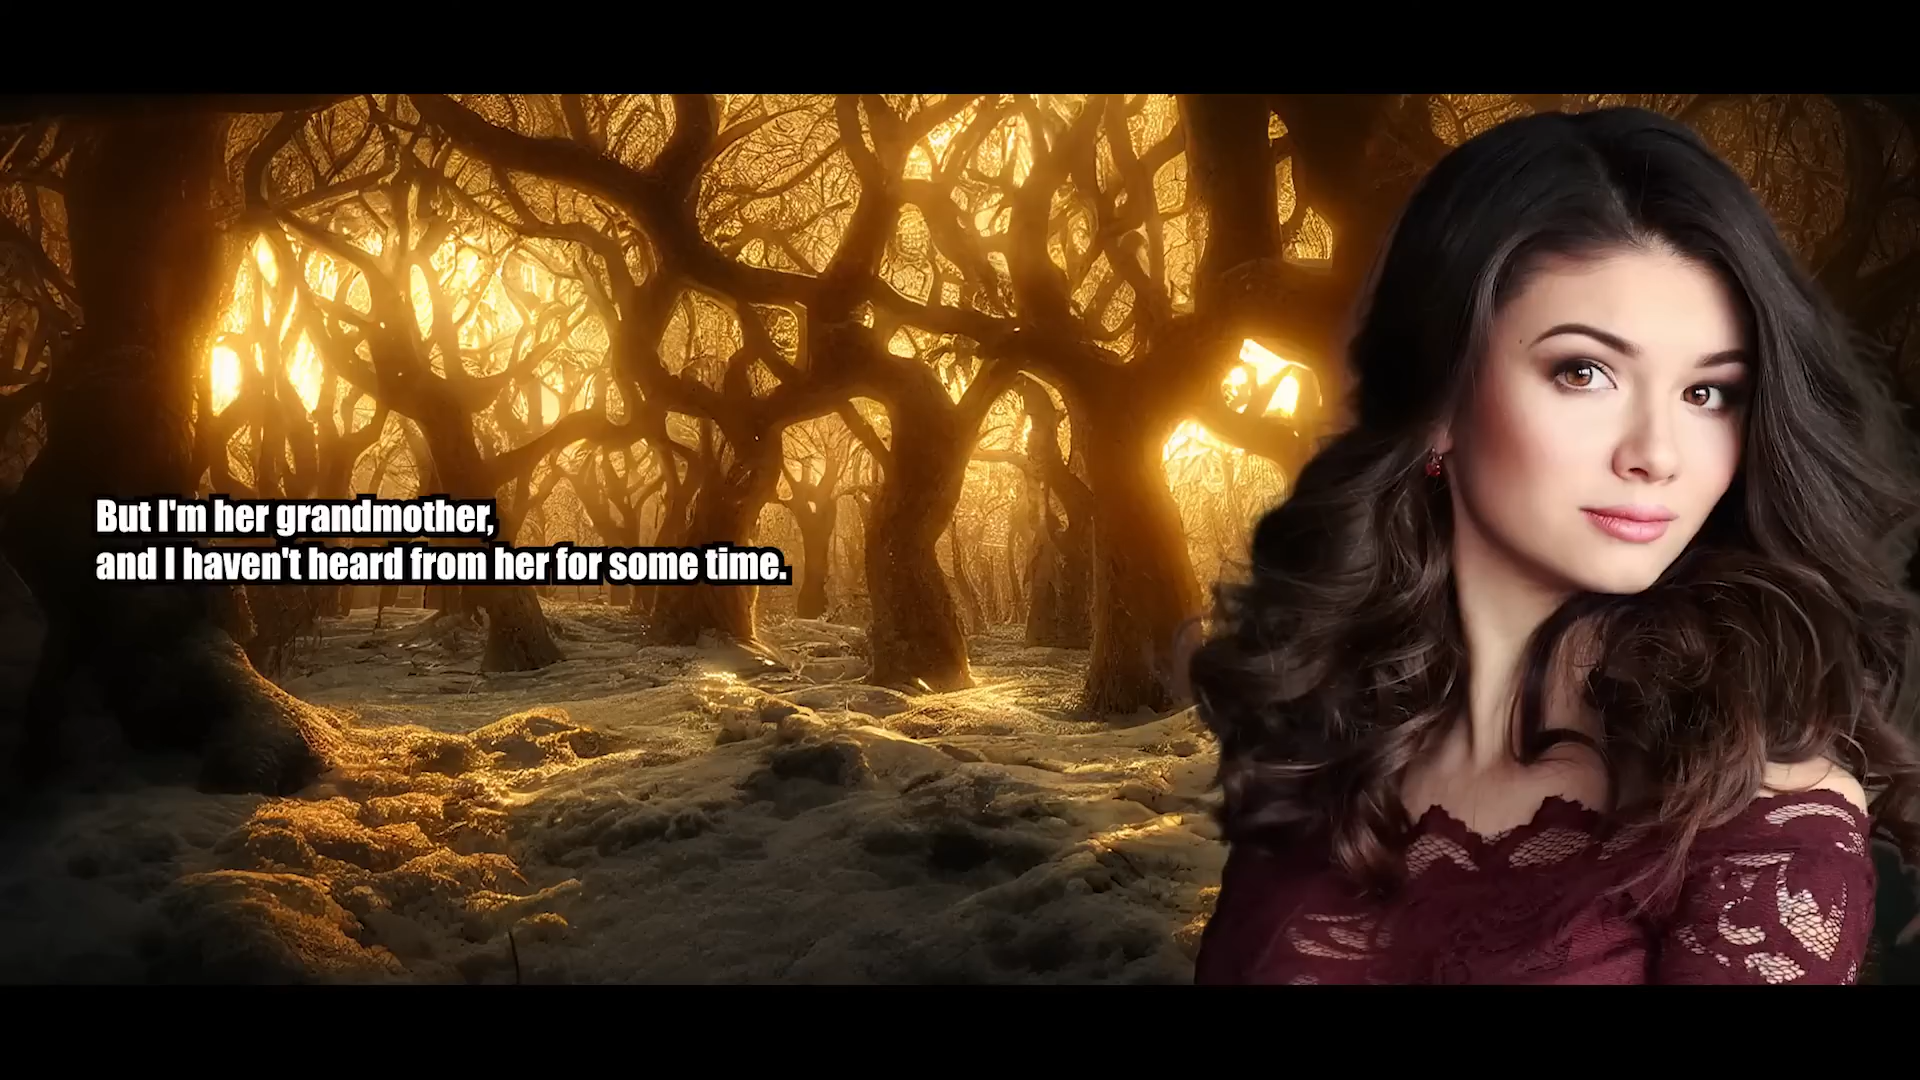 But I'm her grandmother,
and I haven't heard from her for some time.